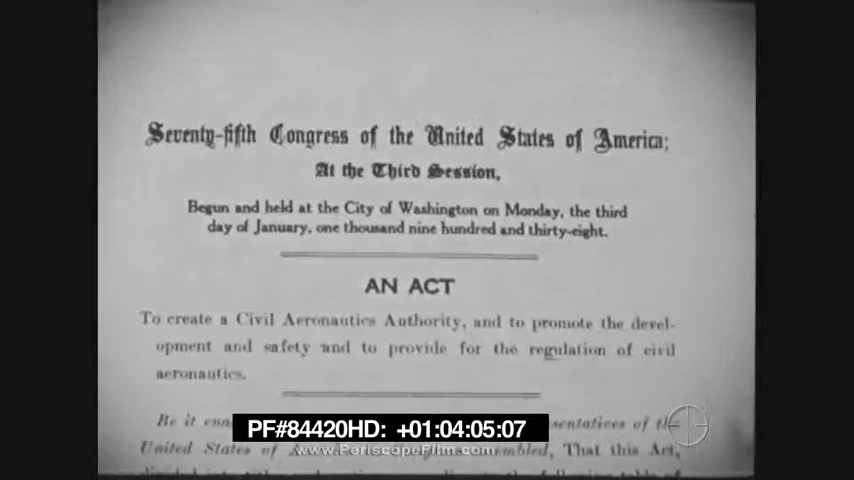 Seventy-fifth Congress of the United States of America;
At the Third Session,
Begun and held at the City of Washington on Monday, the third
day of January, one thousand nine hundred and thirty-eight.
AN ACT
To create a Civil Aeronautics Authority, and to promote the devel-
opment and safety and to provide for the regulation of civil
aeronautics.
Be it sentatives of the
PF#84420HD: +01:04:05:07
United States of sembled, That this Act,
www.PeriscopeFilm.com